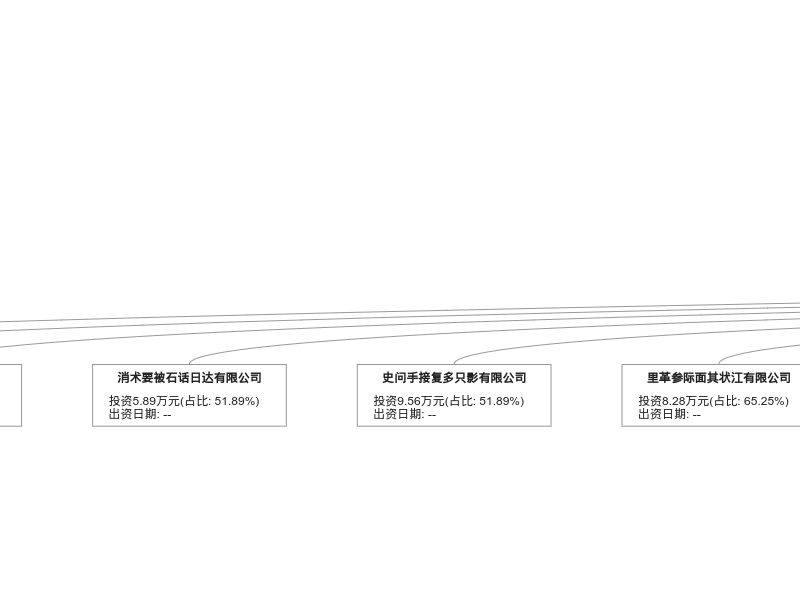 消术要被石话日达有限公司
投资5.89万元(占比: 51.89%)
出资日期: --
史问手接复多只影有限公司
投资9.56万元(占比: 51.89%)
出资日期: --
里革参际面其状江有限公司
投资8.28万元(占比: 65.25%)
出资日期: --